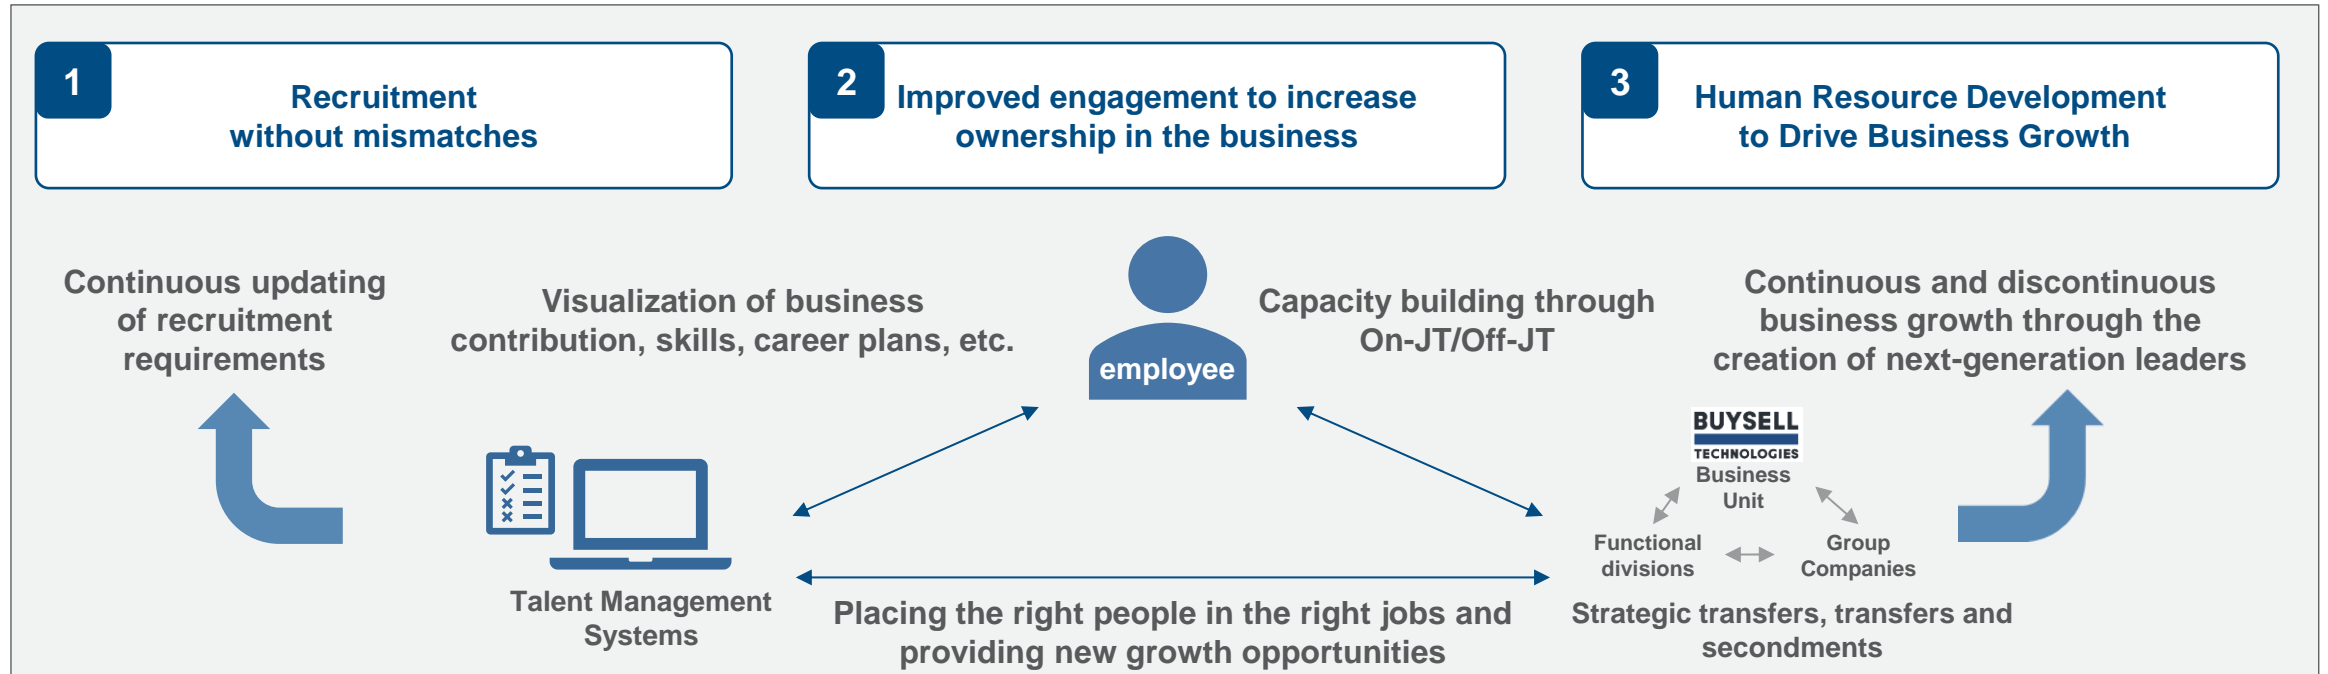 1
Recruitment
without mismatches
2
Improved engagement to increase
ownership in the business
3
Human Resource Development
to Drive Business Growth
Continuous updating
of recruitment
requirements
Visualization of business
contribution, skills, career plans, etc.
employee
Capacity building through
On-JT/Off-JT
Continuous and discontinuous
business growth through the
creation of next-generation leaders
Talent Management
Systems
Placing the right people in the right jobs and
providing new growth opportunities
BUYSELL
TECHNOLOGIES
Business
Unit
Functional
divisions
Group
Companies
Strategic transfers, transfers and
secondments